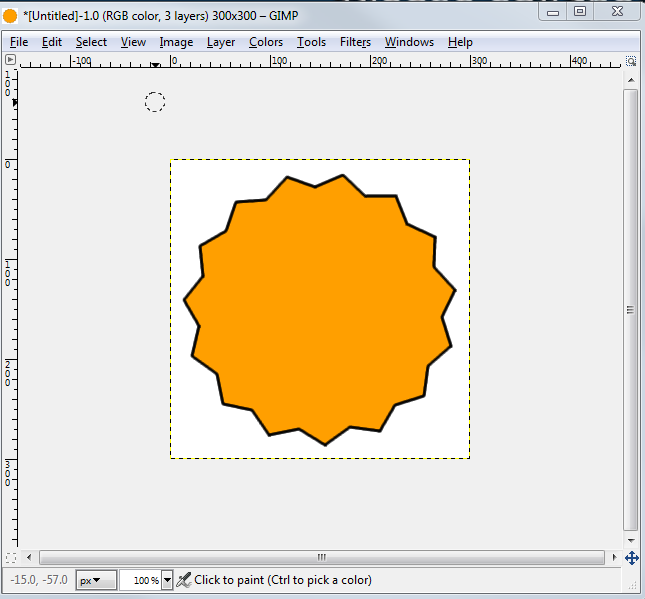 *[Untitled]-1.0 (RGB color, 3 layers) 300x300 – GIMP
File Edit Select View Image Layer Colors Tools Filters Windows Help
-100 0 100 200 300 400
100
0
100
200
300
-15.0, -57.0 px 100 % Click to paint (Ctrl to pick a color)